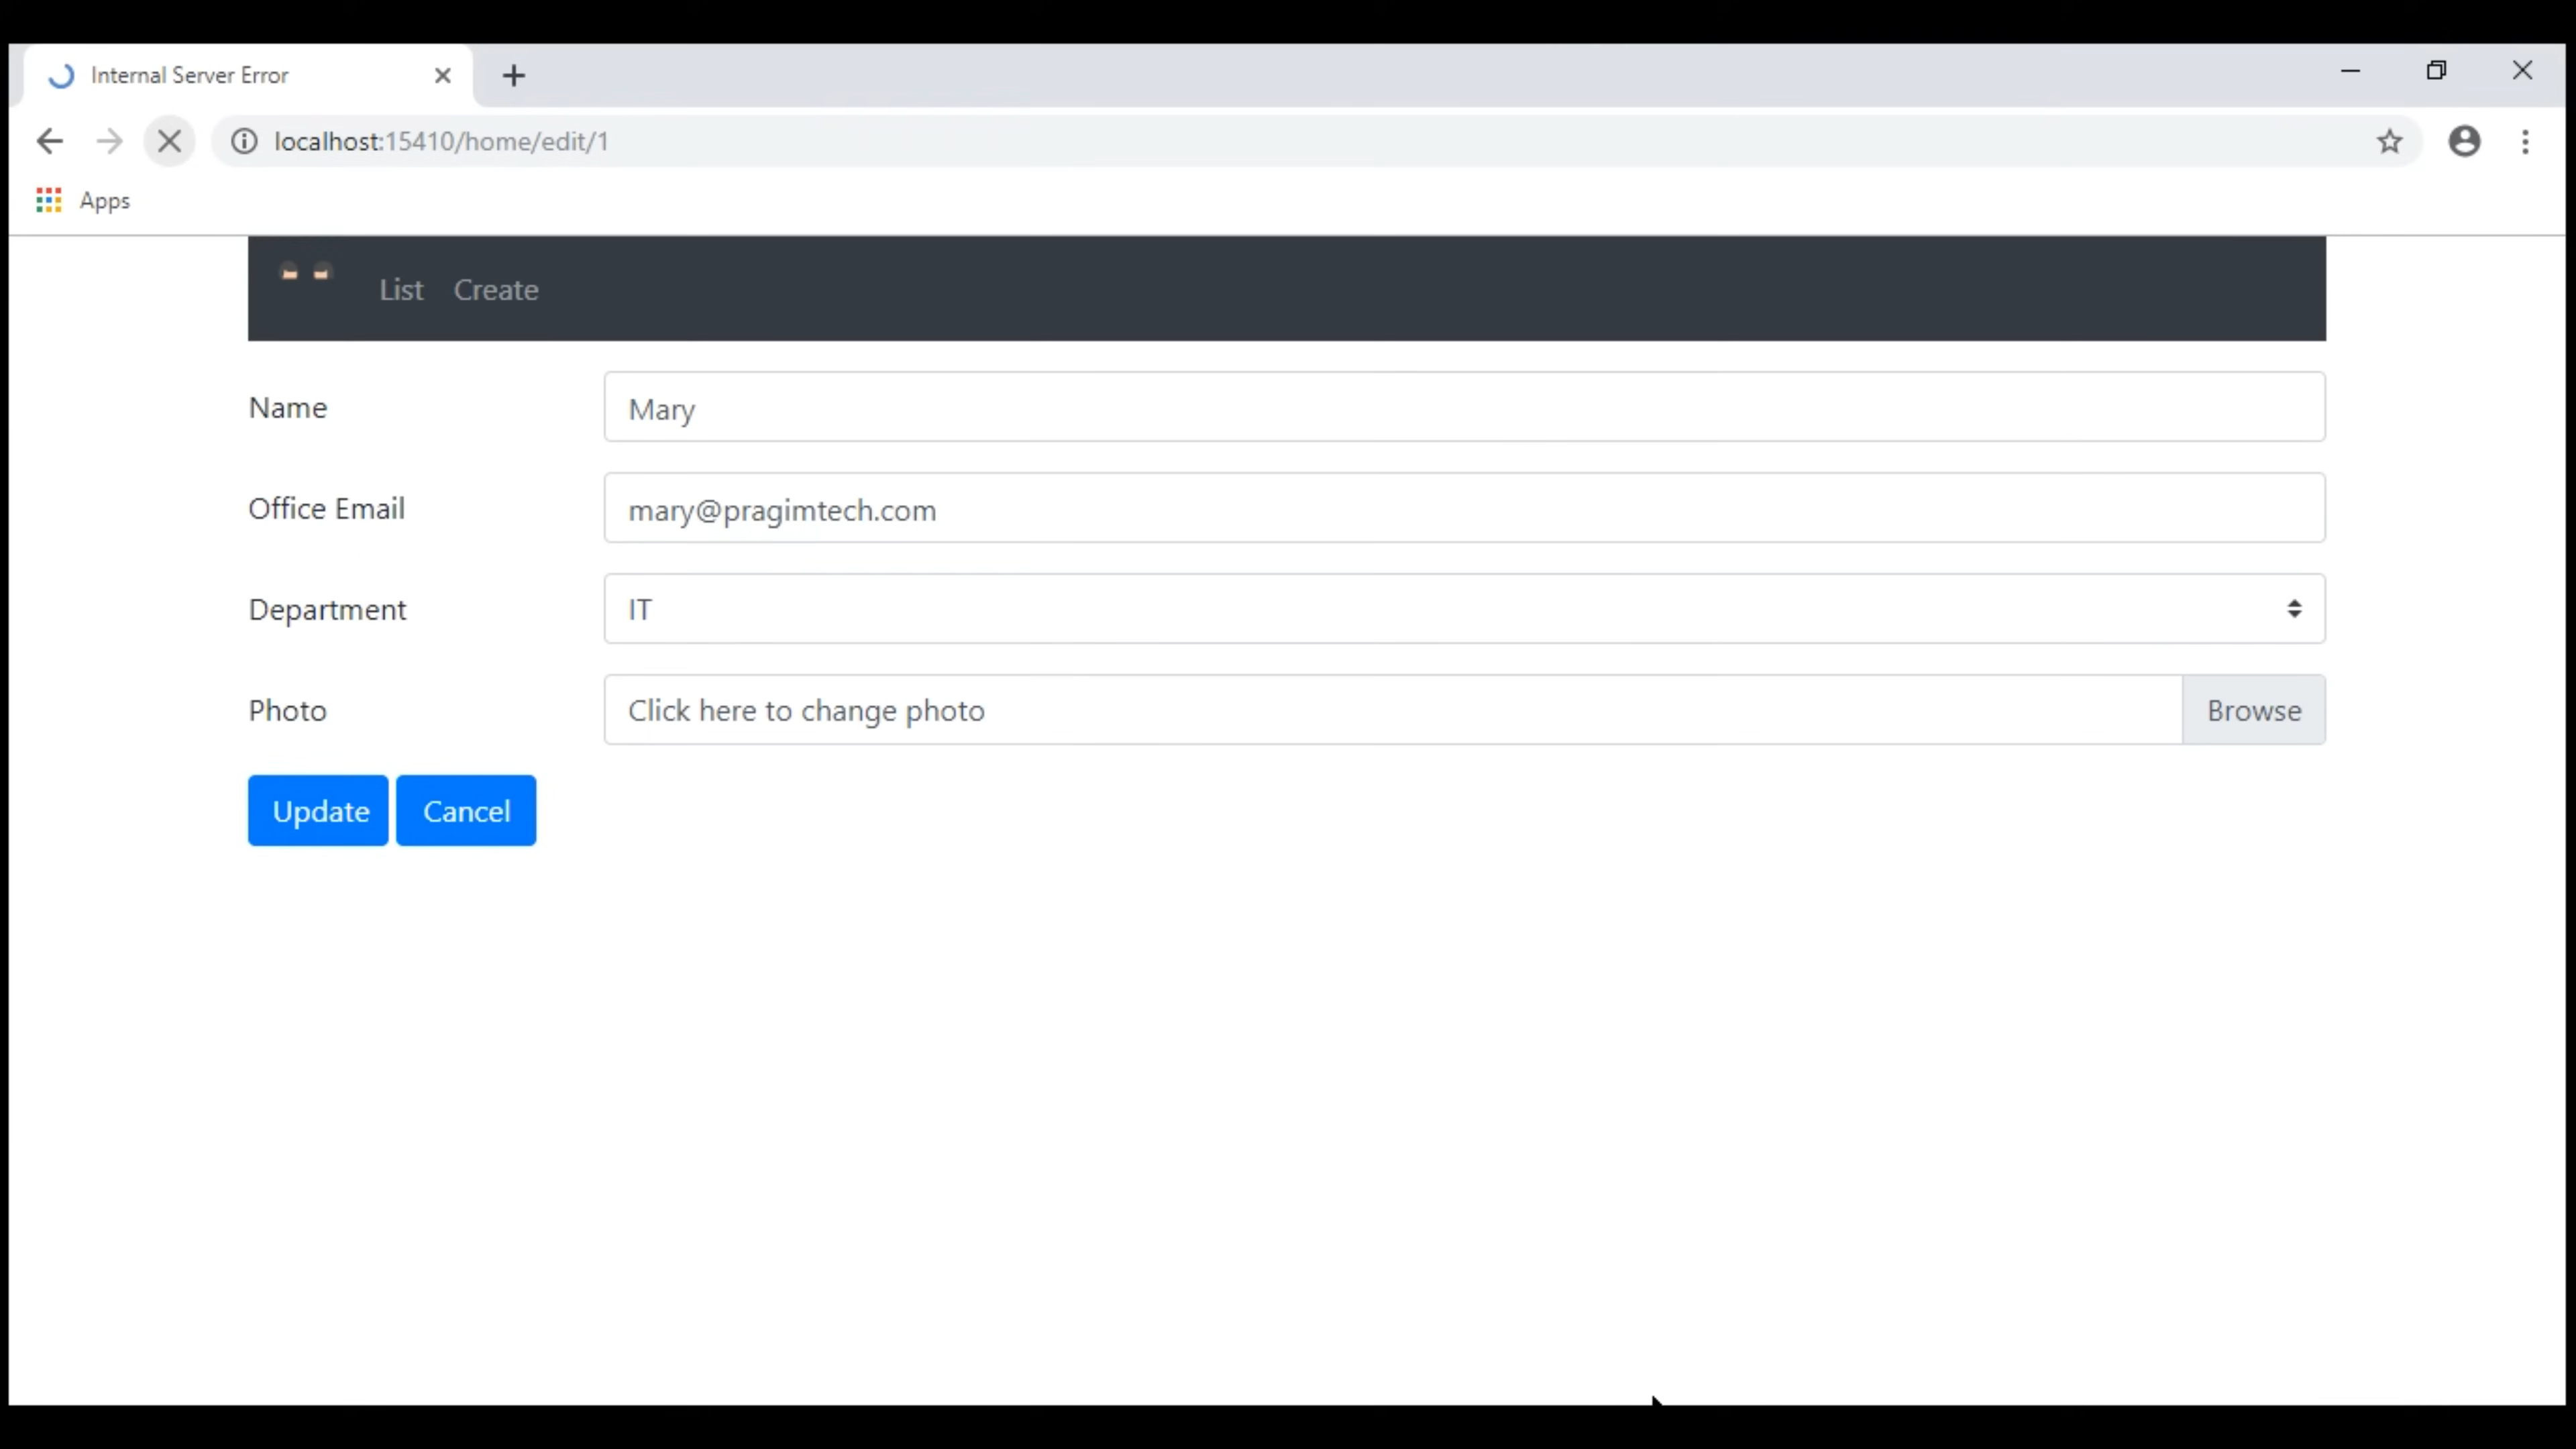 Internal Server Error
localhost:15410/home/edit/1
Apps
List Create
Name Mary
Office Email mary@pragimtech.com
Department IT
Photo Click here to change photo Browse
Update Cancel